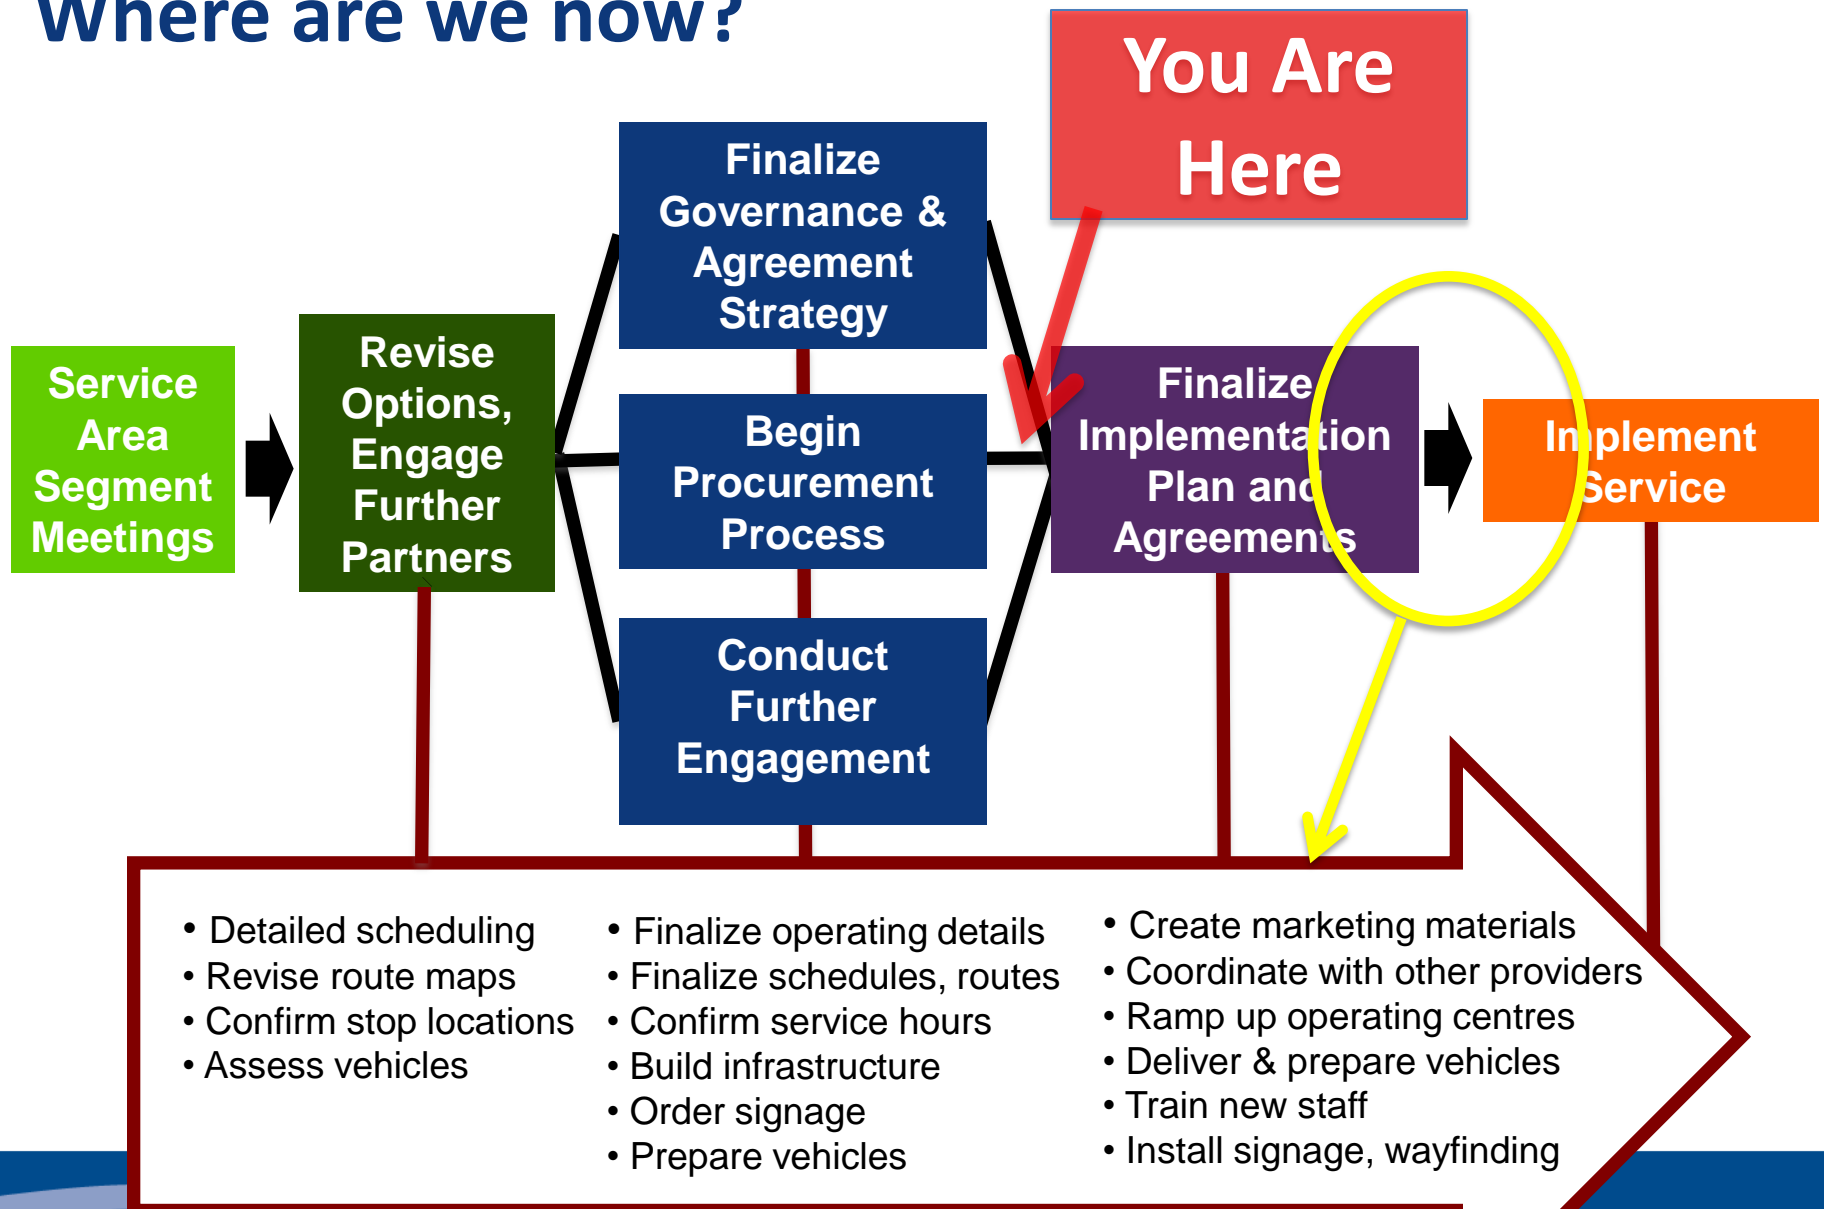 Where are we now?
You Are
Here
Service
Area
Segment
Meetings
Revise
Options,
Engage
Further
Partners
Finalize
Governance &
Agreement
Strategy
Begin
Procurement
Process
Conduct
Further
Engagement
Finalize
Implementation
Plan and
Agreements
Implement
Service
• Detailed scheduling
• Revise route maps
• Confirm stop locations
• Assess vehicles
• Finalize operating details
• Finalize schedules, routes
• Confirm service hours
• Build infrastructure
• Order signage
• Prepare vehicles
• Create marketing materials
• Coordinate with other providers
• Ramp up operating centres
• Deliver & prepare vehicles
• Train new staff
• Install signage, wayfinding